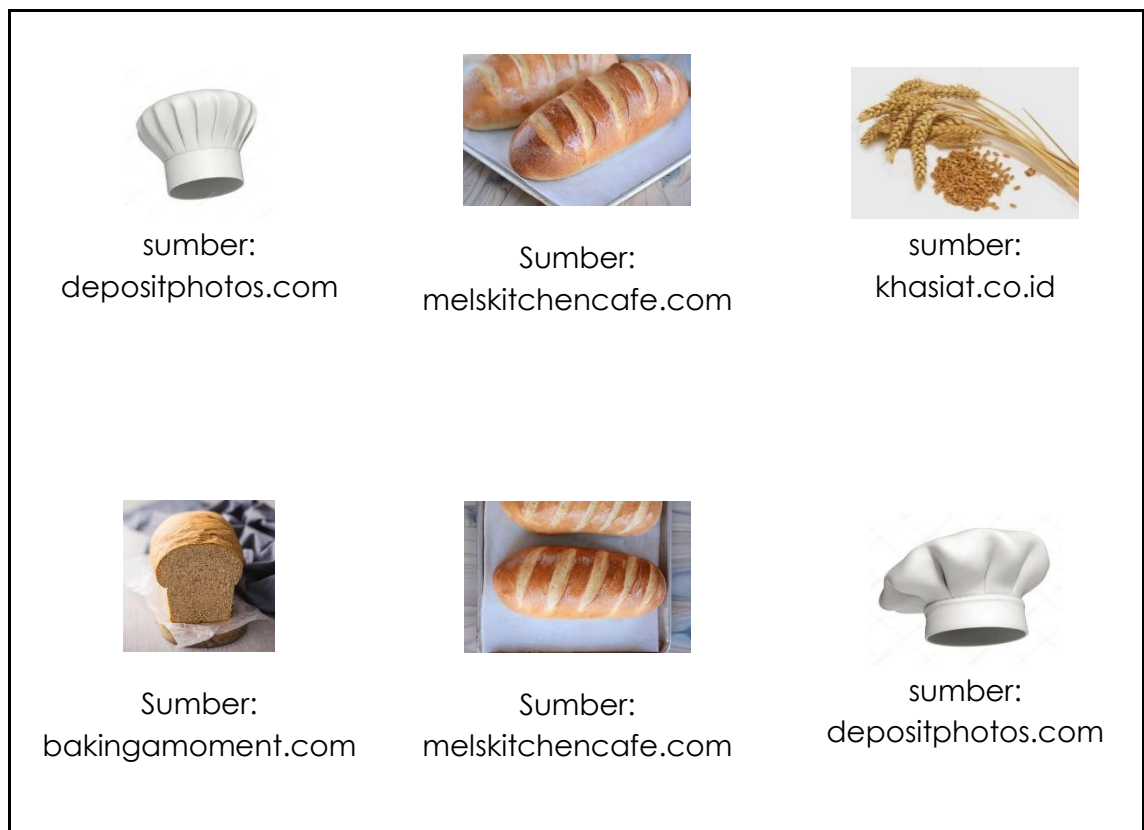 sumber:
depositphotos.com
Sumber:
melskitchencafe.com
sumber:
khasiat.co.id
Sumber:
bakingamoment.com
Sumber:
melskitchencafe.com
sumber:
depositphotos.com